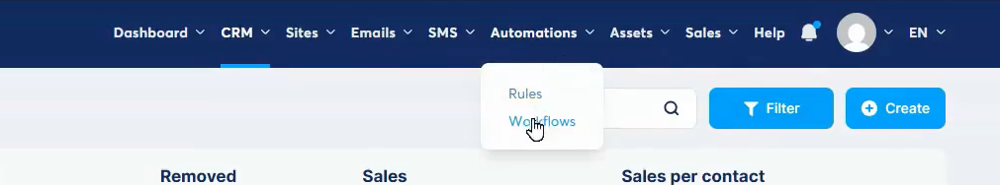 Dashboard CRM Sites Emails SMS Automations Assets Sales Help EN
Rules
Workflows
Filter
Create
Removed Sales Sales per contact